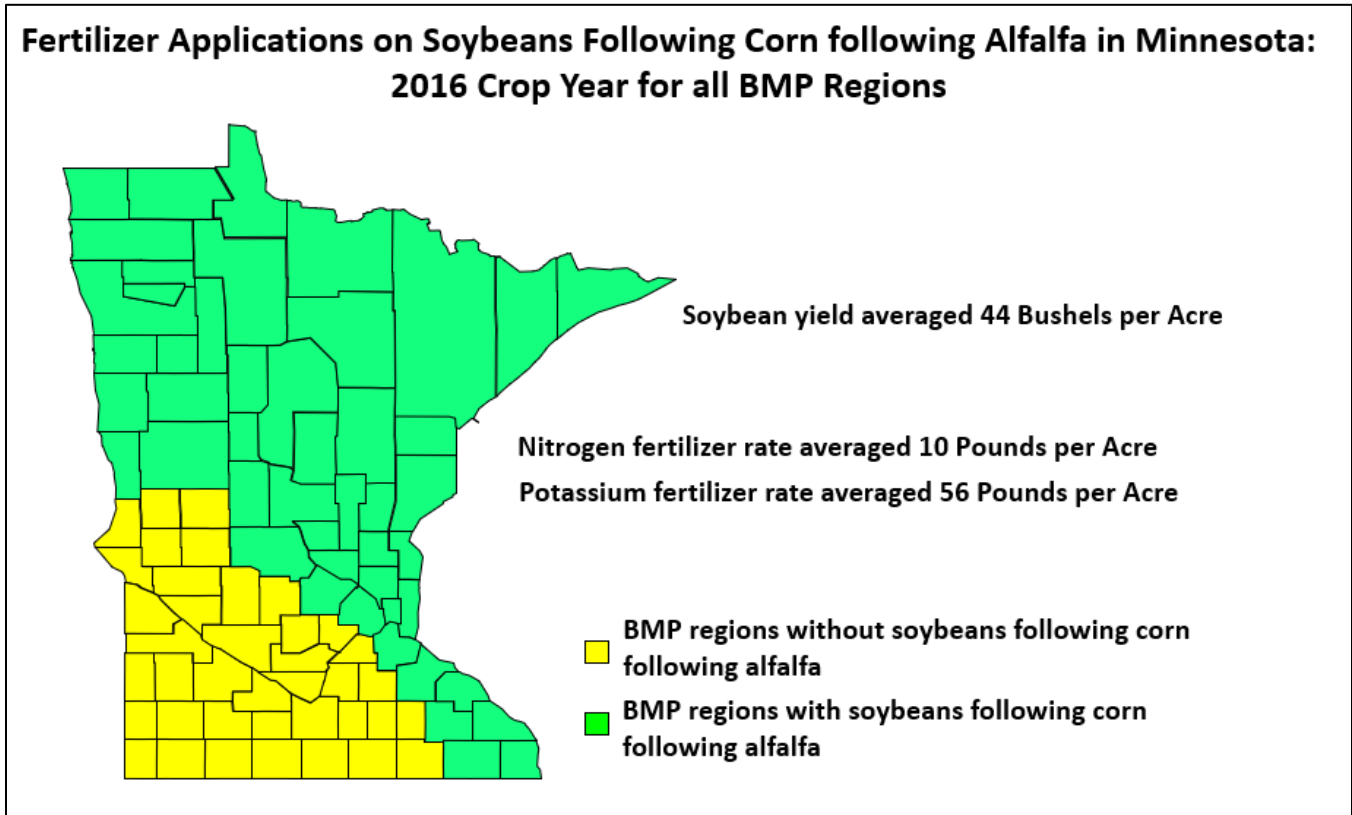 Fertilizer Applications on Soybeans Following Corn following Alfalfa in Minnesota:
2016 Crop Year for all BMP Regions
Soybean yield averaged 44 Bushels per Acre
Nitrogen fertilizer rate averaged 10 Pounds per Acre
Potassium fertilizer rate averaged 56 Pounds per Acre
BMP regions without soybeans following corn
following alfalfa
BMP regions with soybeans following corn
following alfalfa